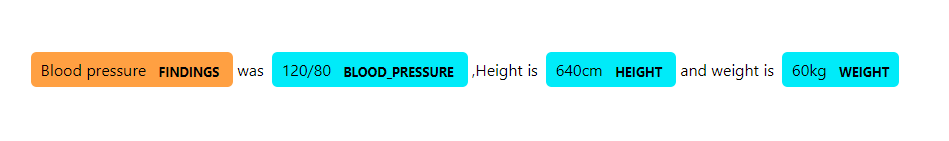 Blood pressure FINDINGS was 120/80 BLOOD_PRESSURE ,Height is 640cm HEIGHT and weight is 60kg WEIGHT